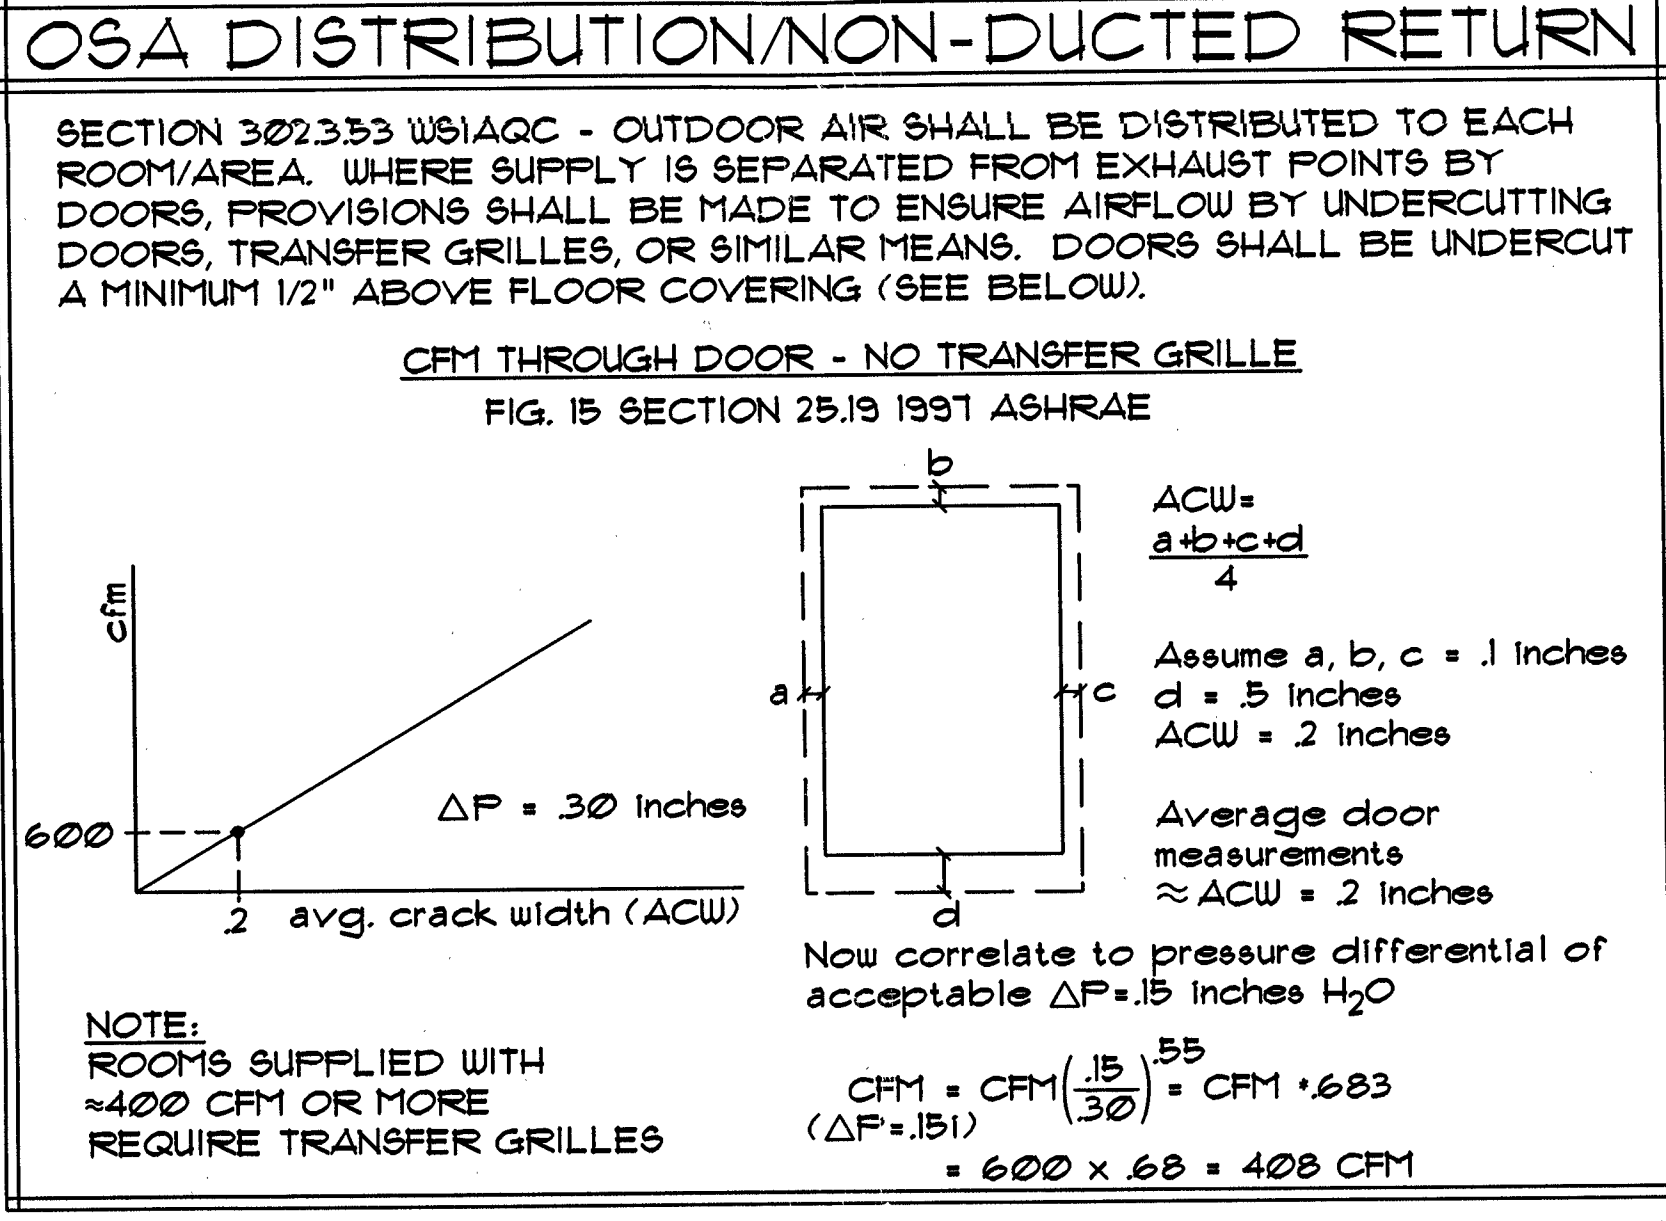 OSA DISTRIBUTION/NON-DUCTED RETURN
SECTION 302.3.53 WSIAQC - OUTDOOR AIR SHALL BE DISTRIBUTED TO EACH
ROOM/AREA. WHERE SUPPLY IS SEPARATED FROM EXHAUST POINTS BY
DOORS, PROVISIONS SHALL BE MADE TO ENSURE AIRFLOW BY UNDERCUTTING
DOORS, TRANSFER GRILLES, OR SIMILAR MEANS. DOORS SHALL BE UNDERCUT
A MINIMUM 1/2" ABOVE FLOOR COVERING (SEE BELOW).
CFM THROUGH DOOR - NO TRANSFER GRILLE
FIG. 15 SECTION 25.19 1997 ASHRAE
cfm
600
.2
avg. crack width (ACW)
ΔP = .30 inches
b
a
c
d
ACW=
a+b+c+d
4
Assume a, b, c = .1 inches
d = .5 inches
ACW = .2 inches
Average door
measurements
≈ ACW = .2 inches
Now correlate to pressure differential of
acceptable ΔP=.15 inches H₂O
CFM = CFM(.15/.30).55 = CFM *.683
(ΔP=.15i)
= 600 x .68 = 408 CFM
NOTE:
ROOMS SUPPLIED WITH
≈400 CFM OR MORE
REQUIRE TRANSFER GRILLES